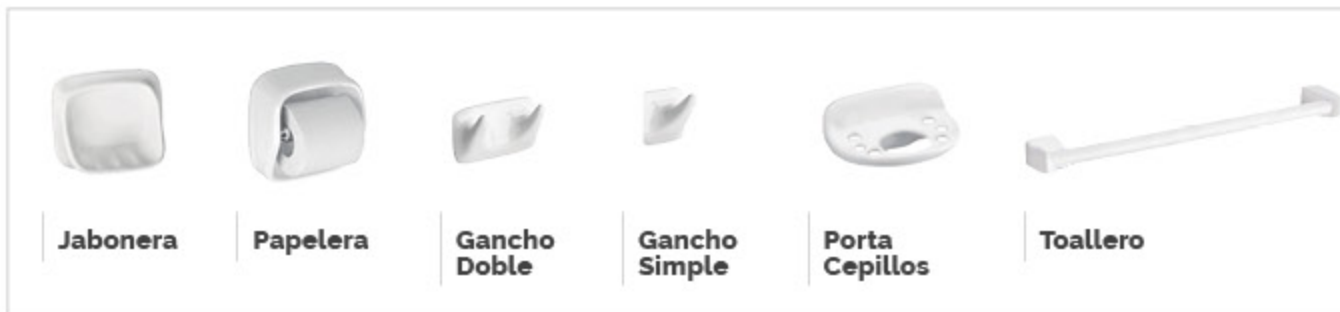 Jabonera
Papelera
Gancho
Doble
Gancho
Simple
Porta
Cepillos
Toallero